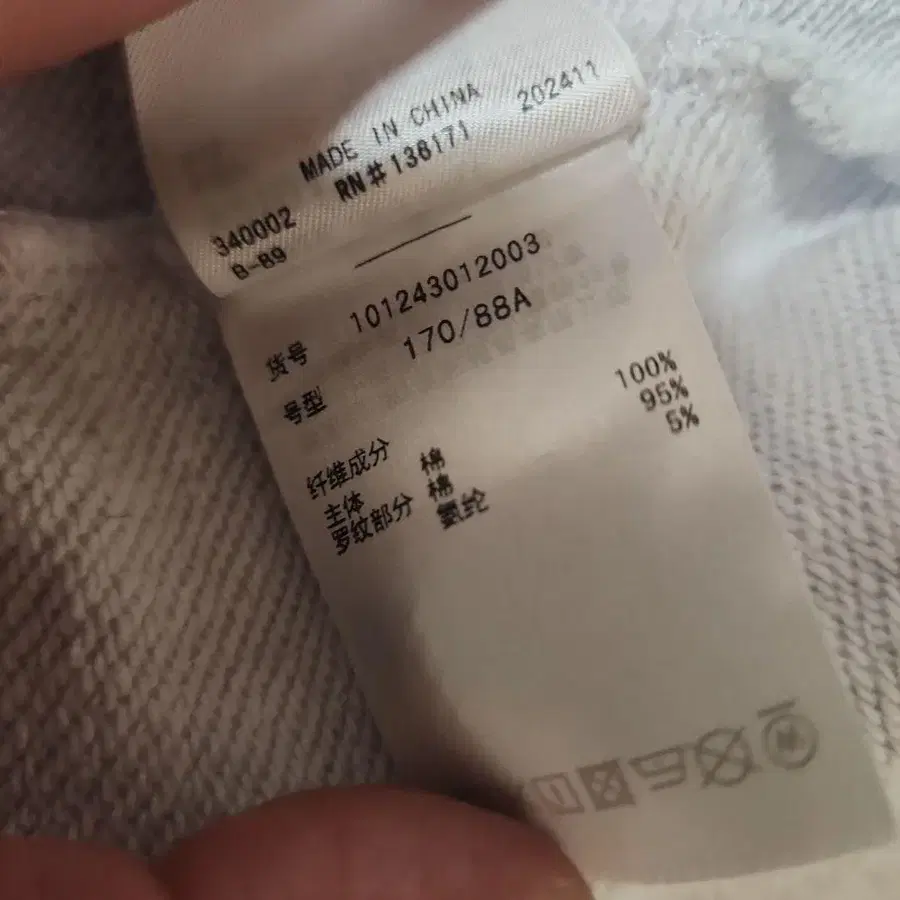 MADE IN CHINA 202411
RN#136171
340002
B-89
货号 101243012003
号型 170/88A
纤维成分
主体 棉 100%
罗纹部分 棉 95%
氨纶 5%